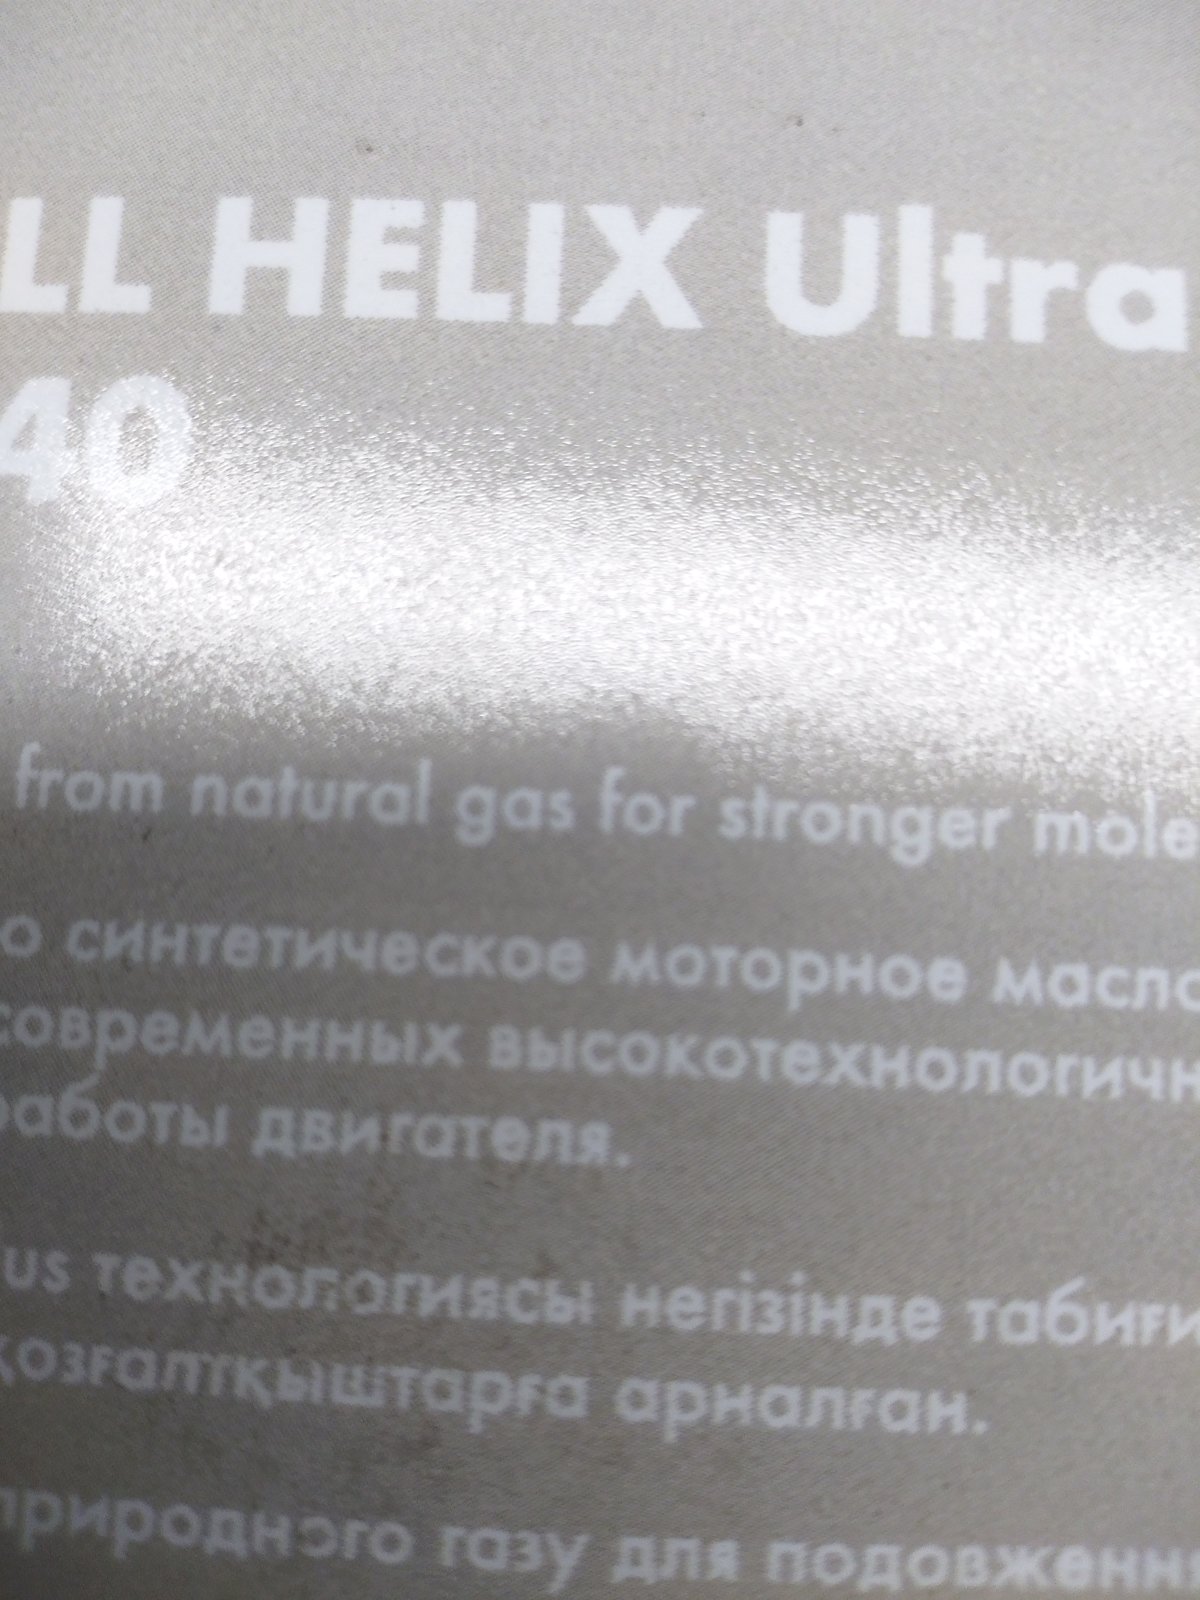 LL HELIX Ultra
40
from natural gas for stronger mole
о синтетическое моторное масло
современных высокотехнологичн
работы двигателя.
us технологиясы негізінде табиғи
қозғалтқыштарға арналған.
природного газу для подовженн